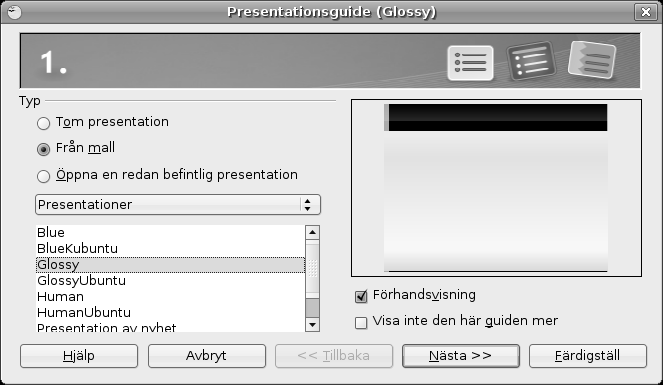 Presentationsguide (Glossy)
1.
Typ
Tom presentation
Från mall
Öppna en redan befintlig presentation
Presentationer
Blue
BlueKubuntu
Glossy
GlossyUbuntu
Human
HumanUbuntu
Presentation av nyhet
Förhandsvisning
Visa inte den här guiden mer
Hjälp
Avbryt
<< Tillbaka
Nästa >>
Färdigställ